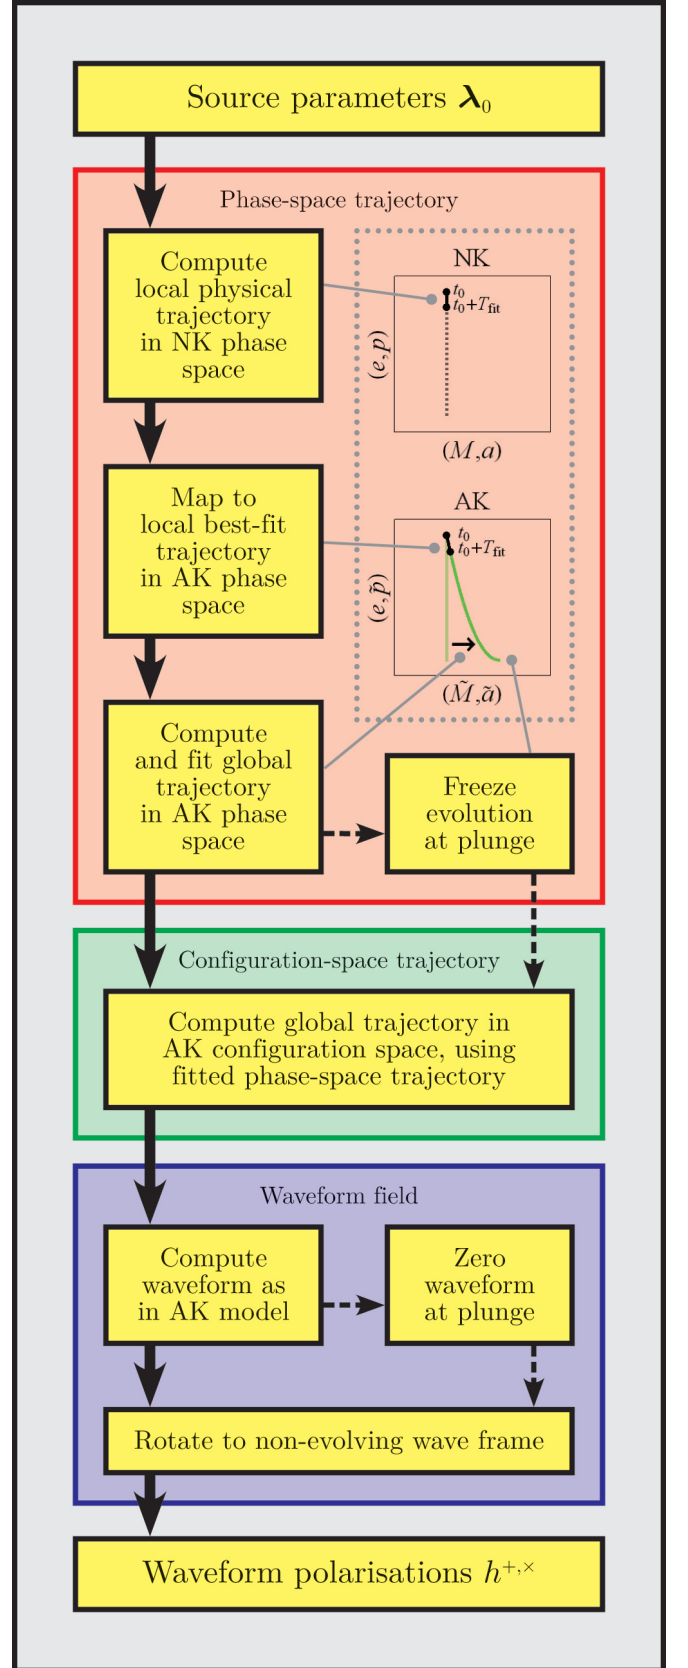 Source parameters λ₀
Phase-space trajectory
Compute
local physical
trajectory
in NK phase
space
NK
t₀
t₀+T_fit
(e,p)
(M,a)
Map to
local best-fit
trajectory
in AK phase
space
AK
t₀
t₀+T_fit
(e,p̃)
(M̃,ã)
Compute
and fit global
trajectory
in AK phase
space
Freeze
evolution
at plunge
Configuration-space trajectory
Compute global trajectory in
AK configuration space, using
fitted phase-space trajectory
Waveform field
Compute
waveform as
in AK model
Zero
waveform
at plunge
Rotate to non-evolving wave frame
Waveform polarisations h⁺,×